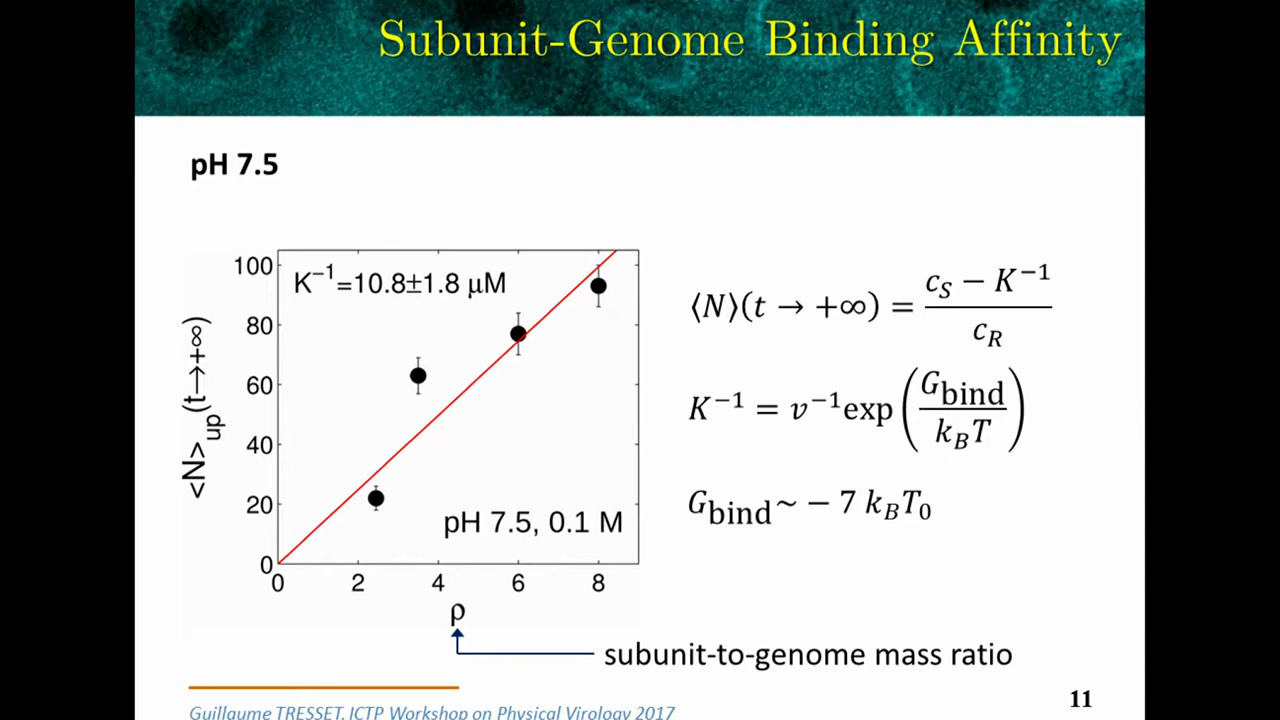 Subunit-Genome Binding Affinity
pH 7.5
K⁻¹=10.8±1.8 μM
100
80
60
40
20
0
<N>up(t→+∞)
pH 7.5, 0.1 M
0 2 4 6 8
ρ
⟨N⟩(t → +∞) = (c_S − K⁻¹)/c_R
K⁻¹ = v⁻¹exp(G_bind/k_BT)
G_bind ~ − 7 k_BT₀
subunit-to-genome mass ratio
11
Guillaume TRESSET, ICTP Workshop on Physical Virology 2017